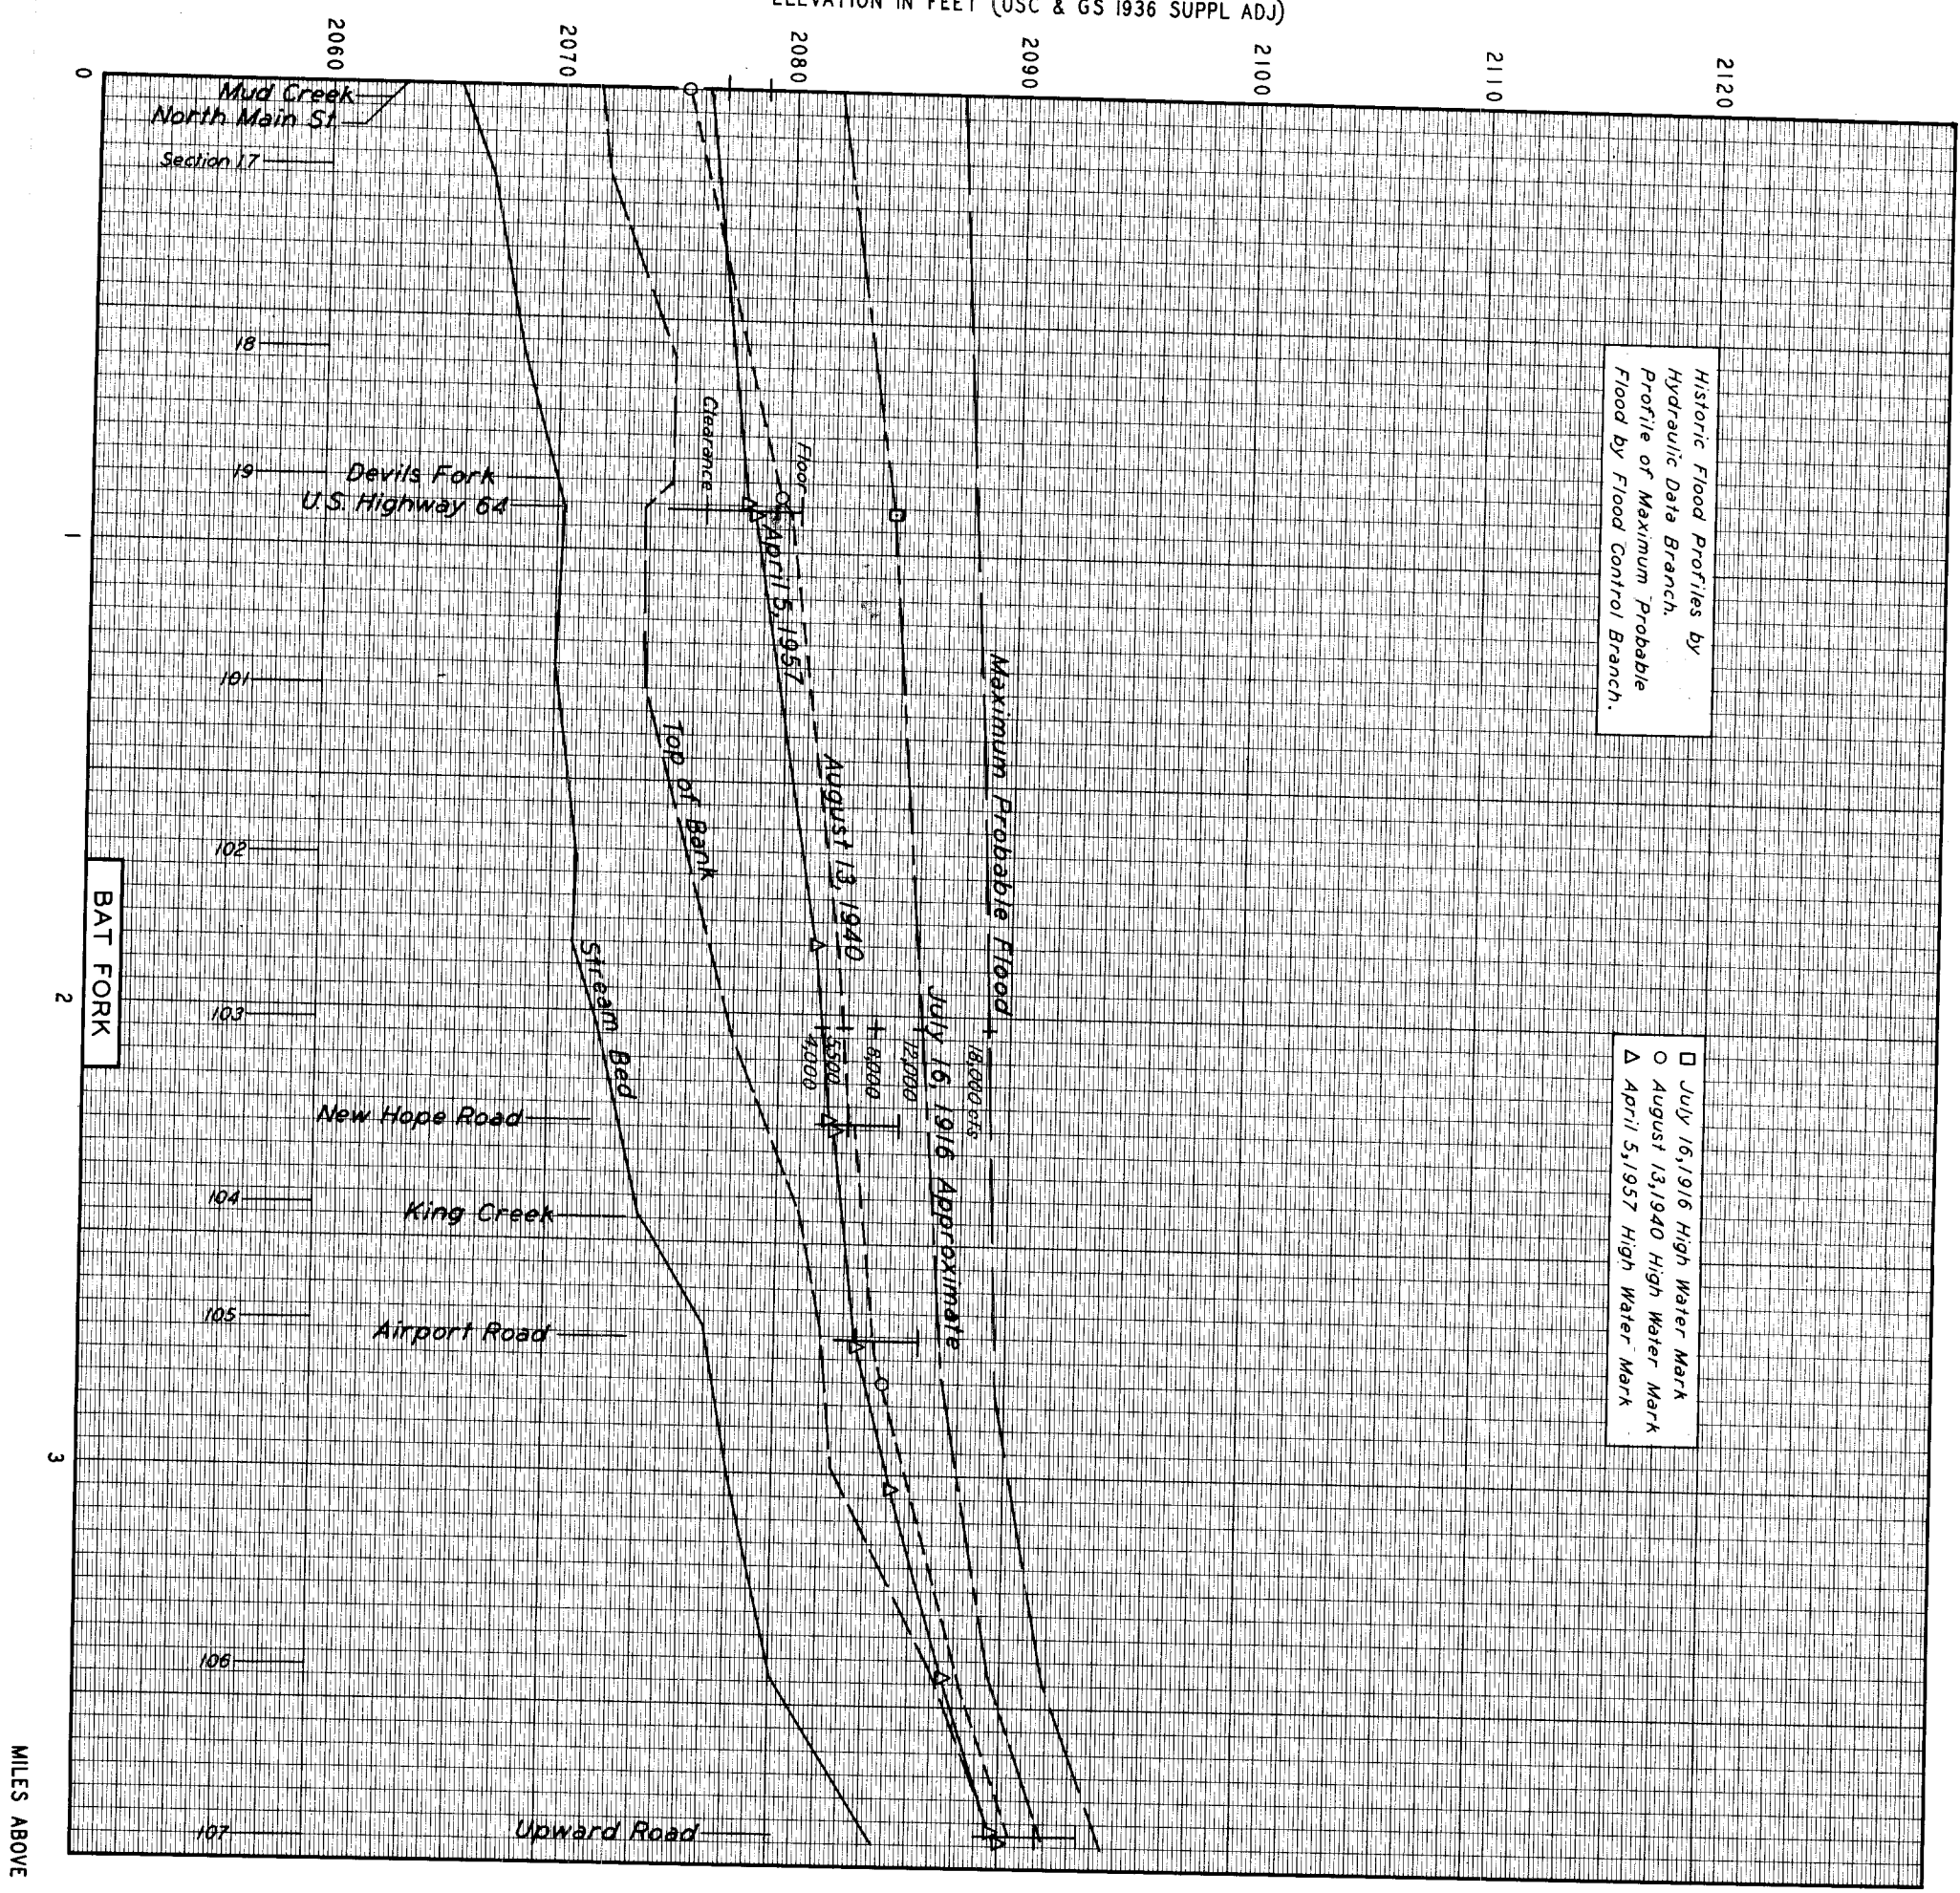 ELEVATION IN FEET (USC & GS 1936 SUPPL ADJ)
2060
2070
2080
2090
2100
2110
2120
0
Mud Creek
North Main St
Section 17
18
19
Devils Fork
U.S. Highway 64
1
101
102
BAT FORK
2
103
New Hope Road
104
King Creek
105
Airport Road
3
106
107
Upward Road
MILES ABOVE
Clearance
Floor
April 5, 1957
August 13, 1940
Top of Bank
Stream Bed
Maximum Probable Flood
July 16, 1916 Approximate
4,000
5,500
8,000
12,000
18,000 cfs
Historic Flood Profiles by
Hydraulic Data Branch.
Profile of Maximum Probable
Flood by Flood Control Branch.
□ July 16, 1916 High Water Mark
○ August 13, 1940 High Water Mark
△ April 5, 1957 High Water Mark